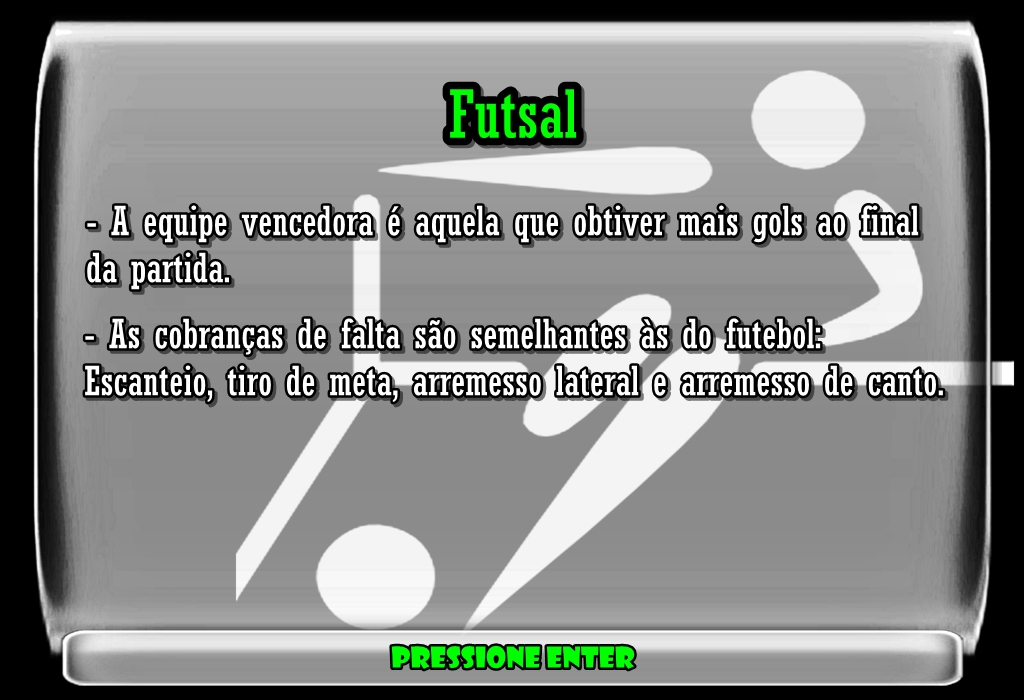 Futsal
- A equipe vencedora é aquela que obtiver mais gols ao final
da partida.
- As cobranças de falta são semelhantes às do futebol:
Escanteio, tiro de meta, arremesso lateral e arremesso de canto.
PRESSIONE ENTER